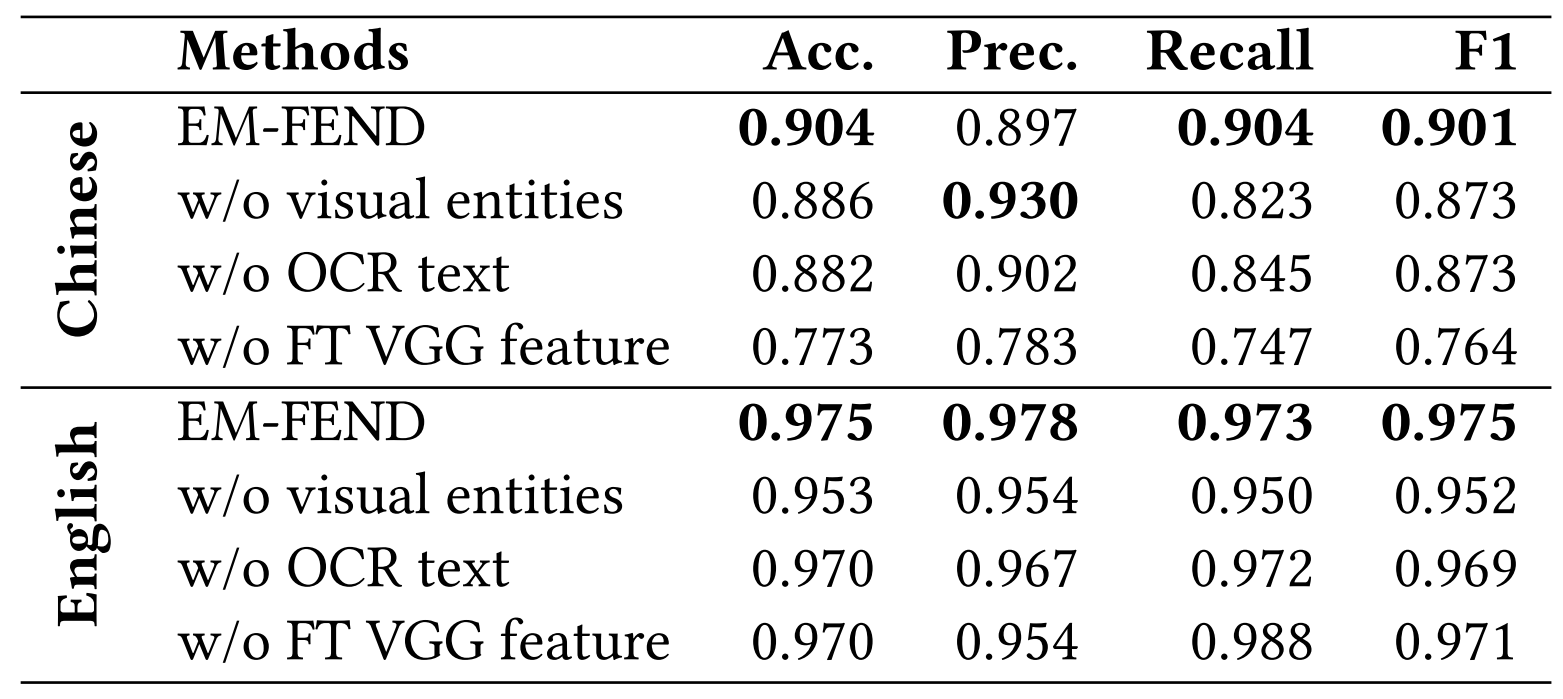 Methods Acc. Prec. Recall F1
Chinese
EM-FEND 0.904 0.897 0.904 0.901
w/o visual entities 0.886 0.930 0.823 0.873
w/o OCR text 0.882 0.902 0.845 0.873
w/o FT VGG feature 0.773 0.783 0.747 0.764
English
EM-FEND 0.975 0.978 0.973 0.975
w/o visual entities 0.953 0.954 0.950 0.952
w/o OCR text 0.970 0.967 0.972 0.969
w/o FT VGG feature 0.970 0.954 0.988 0.971